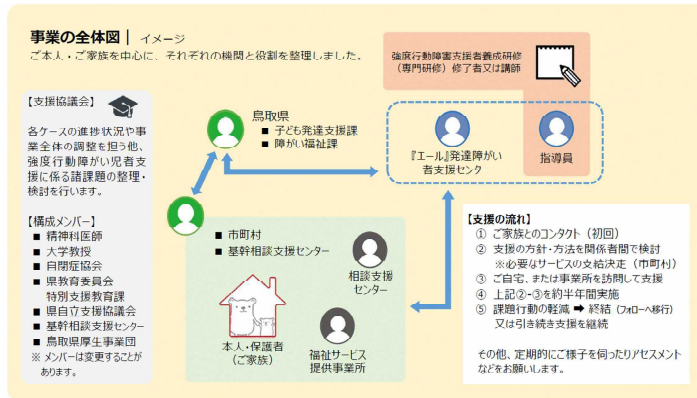 事業の全体図 | イメージ
ご本人・ご家族を中心に、それぞれの機関と役割を整理しました。
強度行動障害支援者養成研修
(専門研修) 修了者又は講師
【支援協議会】
各ケースの進捗状況や事
業全体の調整を担う他、
強度行動障がい児者支
援に係る諸課題の整理・
検討を行います。
【構成メンバー】
■ 精神科医師
■ 大学教授
■ 自閉症協会
■ 県教育委員会
特別支援教育課
■ 県自立支援協議会
■ 基幹相談支援センター
■ 鳥取県厚生事業団
※ メンバーは変更することが
あります。
鳥取県
■ 子ども発達支援課
■ 障がい福祉課
『エール』発達障がい
者支援センタ
指導員
■ 市町村
■ 基幹相談支援センター
相談支援
センター
本人・保護者
(ご家族)
福祉サービス
提供事業所
【支援の流れ】
① ご家族とのコンタクト (初回)
② 支援の方針・方法を関係者間で検討
※必要なサービスの支給決定 (市町村)
③ ご自宅、または事業所を訪問して支援
④ 上記②-③を約半年間実施
⑤ 課題行動の軽減 ➡ 終結 (フォローへ移行)
又は引き続き支援を継続
その他、定期的にご様子を伺ったりアセスメント
などをお願いします。